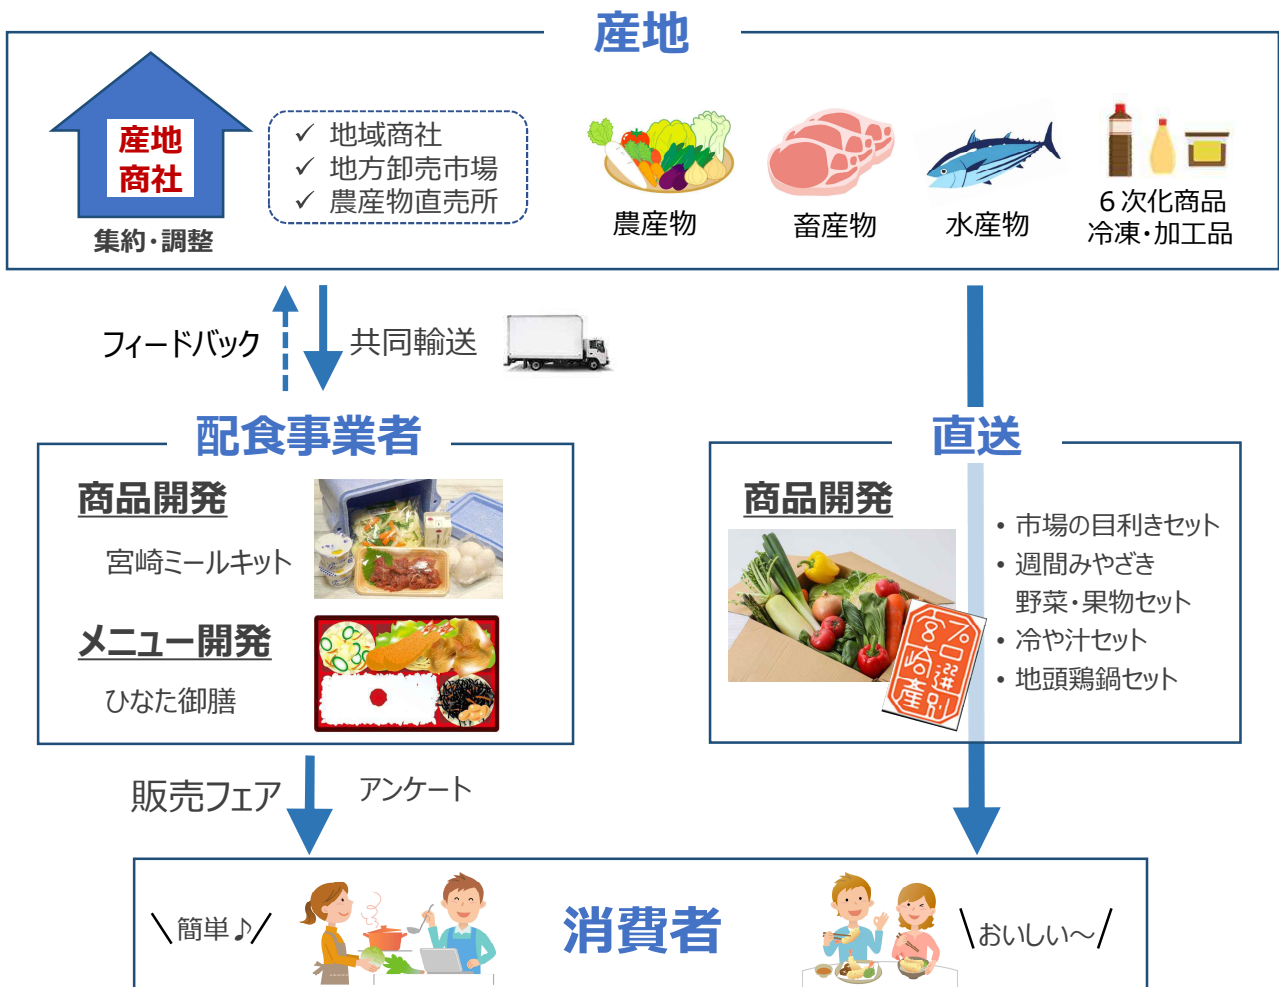 産地
産地
商社
集約・調整
✓ 地域商社
✓ 地方卸売市場
✓ 農産物直売所
農産物
畜産物
水産物
６次化商品
冷凍・加工品
フィードバック
共同輸送
配食事業者
商品開発
宮崎ミールキット
メニュー開発
ひなた御膳
直送
商品開発
プロ選別
宮崎産
• 市場の目利きセット
• 週間みやざき
野菜・果物セット
• 冷や汁セット
• 地頭鶏鍋セット
販売フェア
アンケート
消費者
\簡単♪/
\おいしい～/